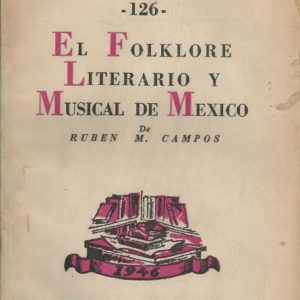 -126-
EL FOLKLORE
LITERARIO Y
MUSICAL DE MEXICO
De
RUBEN M. CAMPOS
1946